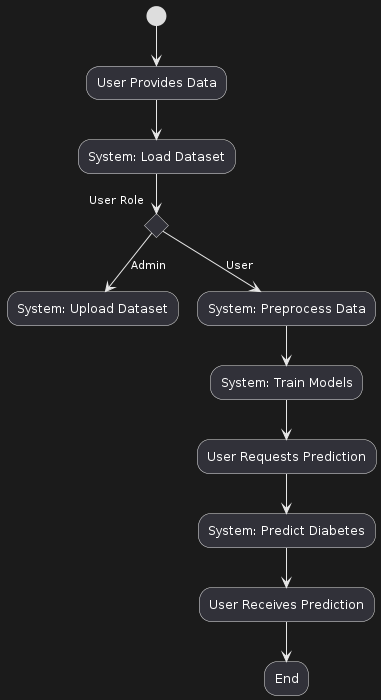 User Provides Data
System: Load Dataset
User Role
Admin
User
System: Upload Dataset
System: Preprocess Data
System: Train Models
User Requests Prediction
System: Predict Diabetes
User Receives Prediction
End